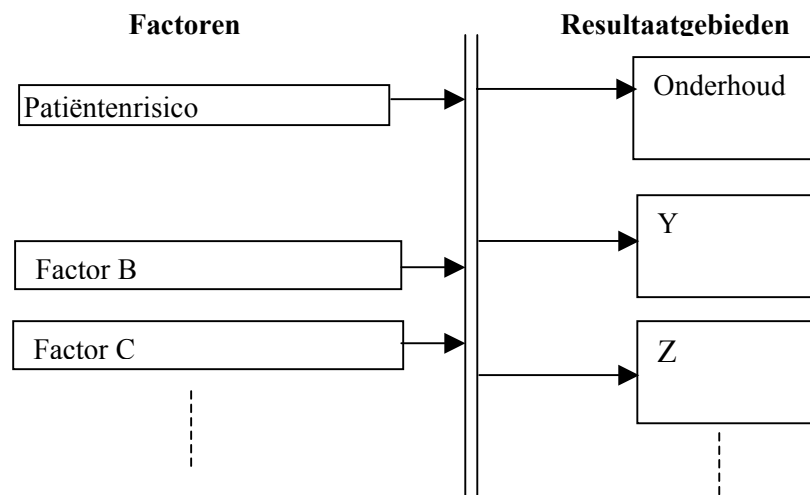 Factoren
Resultaatgebieden
Patiëntenrisico
Onderhoud
Factor B
Y
Factor C
Z